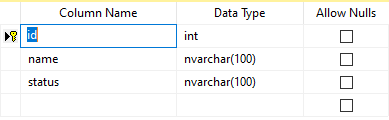 Column Name Data Type Allow Nulls
id int
name nvarchar(100)
status nvarchar(100)